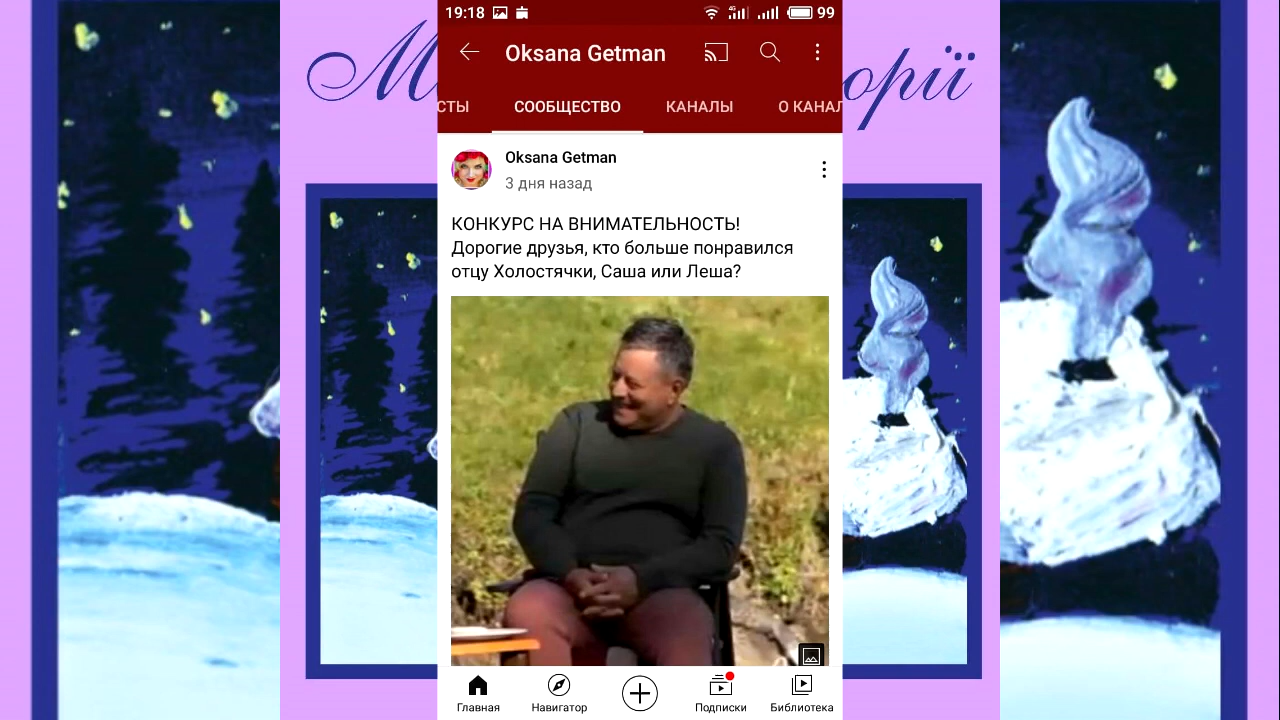 19:18
4G
99
Oksana Getman
СТЫ
СООБЩЕСТВО
КАНАЛЫ
О КАНАЛ
Oksana Getman
3 дня назад
КОНКУРС НА ВНИМАТЕЛЬНОСТЬ!
Дорогие друзья, кто больше понравился
отцу Холостячки, Саша или Леша?
Главная
Навигатор
Подписки
Библиотека